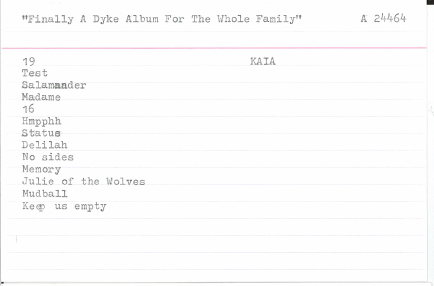 "Finally A Dyke Album For The Whole Family" A 24464
19 KAIA
Test
Salamander
Madame
16
Hmpphh
Status
Delilah
No sides
Memory
Julie of the Wolves
Mudball
Keep us empty